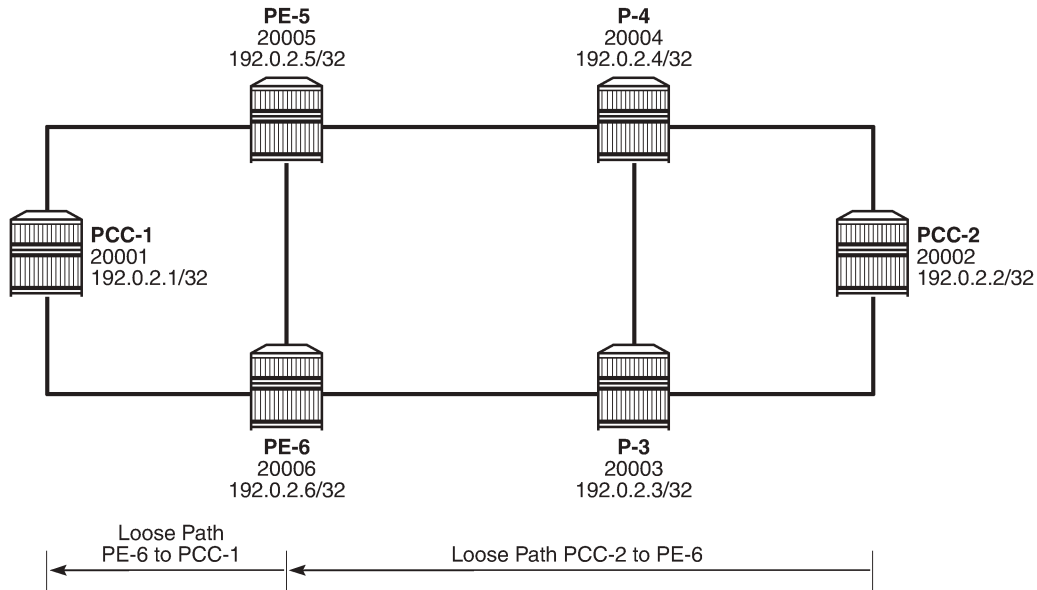 PE-5
20005
192.0.2.5/32
P-4
20004
192.0.2.4/32
PCC-1
20001
192.0.2.1/32
PCC-2
20002
192.0.2.2/32
PE-6
20006
192.0.2.6/32
P-3
20003
192.0.2.3/32
Loose Path
PE-6 to PCC-1
Loose Path PCC-2 to PE-6